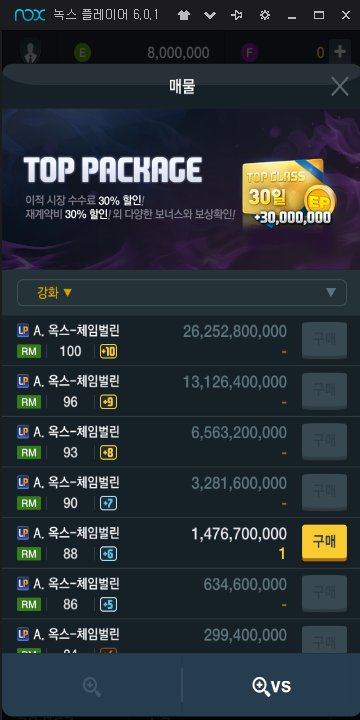 nox 녹스 플레이어 6.0.1
E 8,000,000 F 0 +
매물
TOP PACKAGE
이적 시장 수수료 30% 할인!
재계약비 30% 할인! 외 다양한 보너스와 보상확인!
TOP CLASS
30일
EP
+30,000,000
강화
LP A. 옥스-체임벌린 26,252,800,000 구매
RM 100 +10 -
LP A. 옥스-체임벌린 13,126,400,000 구매
RM 96 +9 -
LP A. 옥스-체임벌린 6,563,200,000 구매
RM 93 +8 -
LP A. 옥스-체임벌린 3,281,600,000 구매
RM 90 +7 -
LP A. 옥스-체임벌린 1,476,700,000 구매
RM 88 +6 1
LP A. 옥스-체임벌린 634,600,000 구매
RM 86 +5 -
LP A. 옥스-체임벌린 299,400,000 구매
RM 84
VS